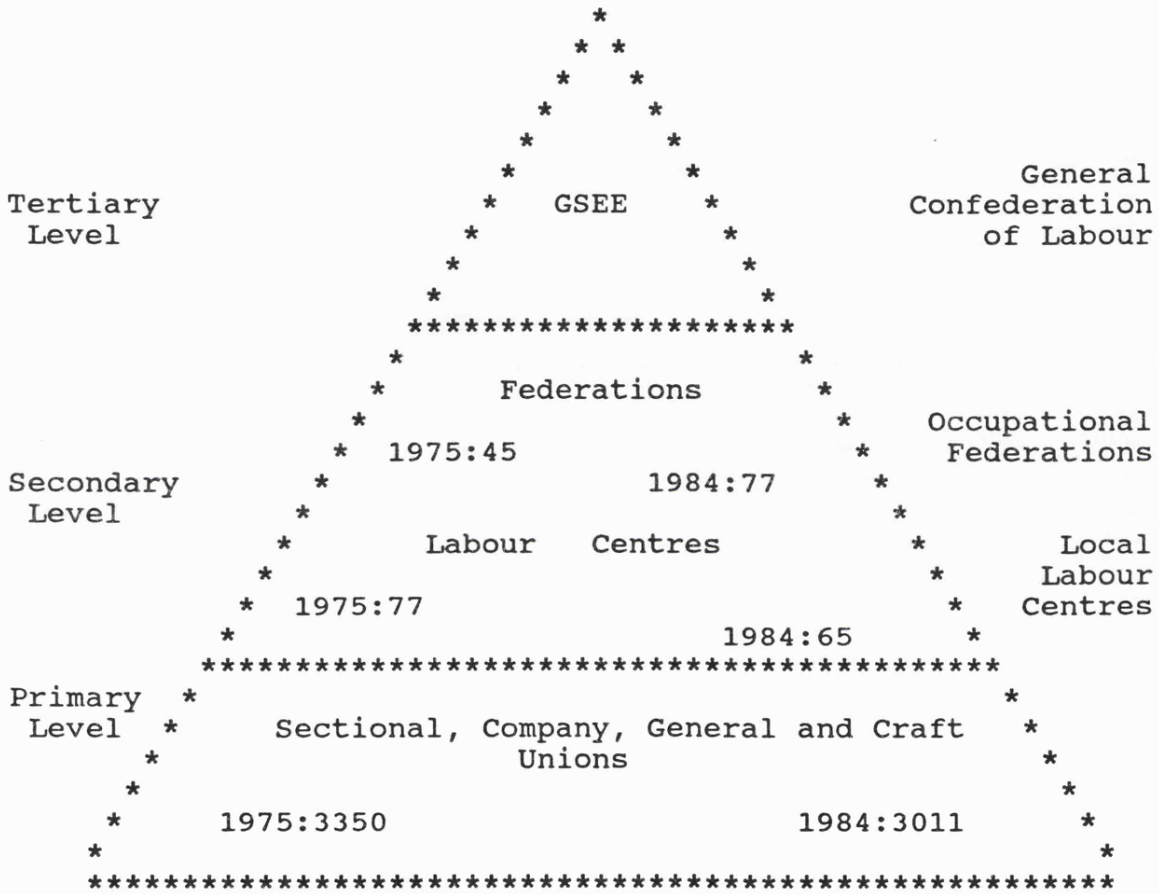 General
Tertiary GSEE Confederation
Level of Labour
Federations
Occupational
1975:45 Federations
Secondary 1984:77
Level
Labour Centres Local
Labour
1975:77 Centres
1984:65
Primary
Level Sectional, Company, General and Craft
Unions
1975:3350 1984:3011